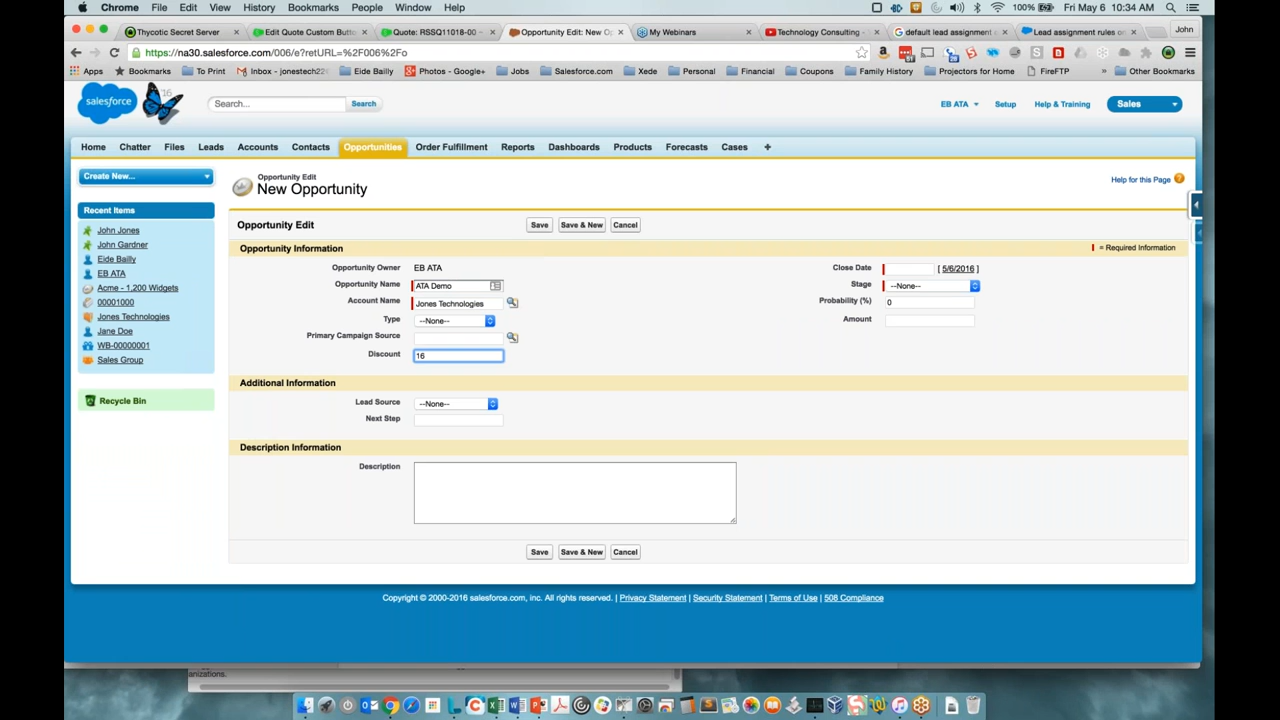 Chrome File Edit View History Bookmarks People Window Help 100% Fri May 6 10:34 AM
Thycotic Secret Server Edit Quote Custom Butto Quote: RSSQ11018-00 Opportunity Edit: New Op My Webinars Technology Consulting - default lead assignment Lead assignment rules on John
https://na30.salesforce.com/006/e?retURL=%2F006%2Fo
Apps Bookmarks To Print Inbox - jonestech22 Eide Bailly Photos - Google+ Jobs Salesforce.com Xede Personal Financial Coupons Family History Projectors for Home FireFTP » Other Bookmarks
salesforce '16 Search... Search EB ATA Setup Help & Training Sales
Home Chatter Files Leads Accounts Contacts Opportunities Order Fulfillment Reports Dashboards Products Forecasts Cases +
Create New...
Recent Items
John Jones
John Gardner
Eide Bailly
EB ATA
Acme - 1,200 Widgets
00001000
Jones Technologies
Jane Doe
WB-00000001
Sales Group
Recycle Bin
Opportunity Edit
New Opportunity
Help for this Page
Opportunity Edit Save Save & New Cancel
Opportunity Information = Required Information
Opportunity Owner EB ATA Close Date [ 5/6/2016 ]
Opportunity Name ATA Demo Stage --None--
Account Name Jones Technologies Probability (%) 0
Type --None-- Amount
Primary Campaign Source
Discount 16
Additional Information
Lead Source --None--
Next Step
Description Information
Description
Save Save & New Cancel
Copyright © 2000-2016 salesforce.com, inc. All rights reserved. | Privacy Statement | Security Statement | Terms of Use | 508 Compliance
anizations.